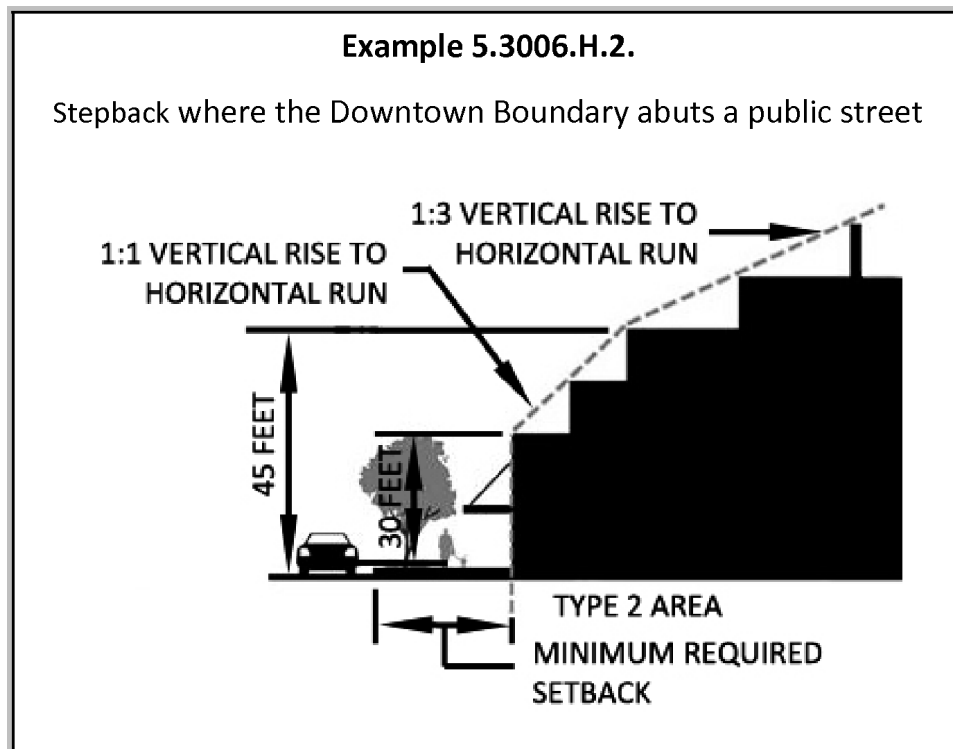 Example 5.3006.H.2.
Stepback where the Downtown Boundary abuts a public street
1:3 VERTICAL RISE TO
HORIZONTAL RUN
1:1 VERTICAL RISE TO
HORIZONTAL RUN
45 FEET
30 FEET
TYPE 2 AREA
MINIMUM REQUIRED
SETBACK